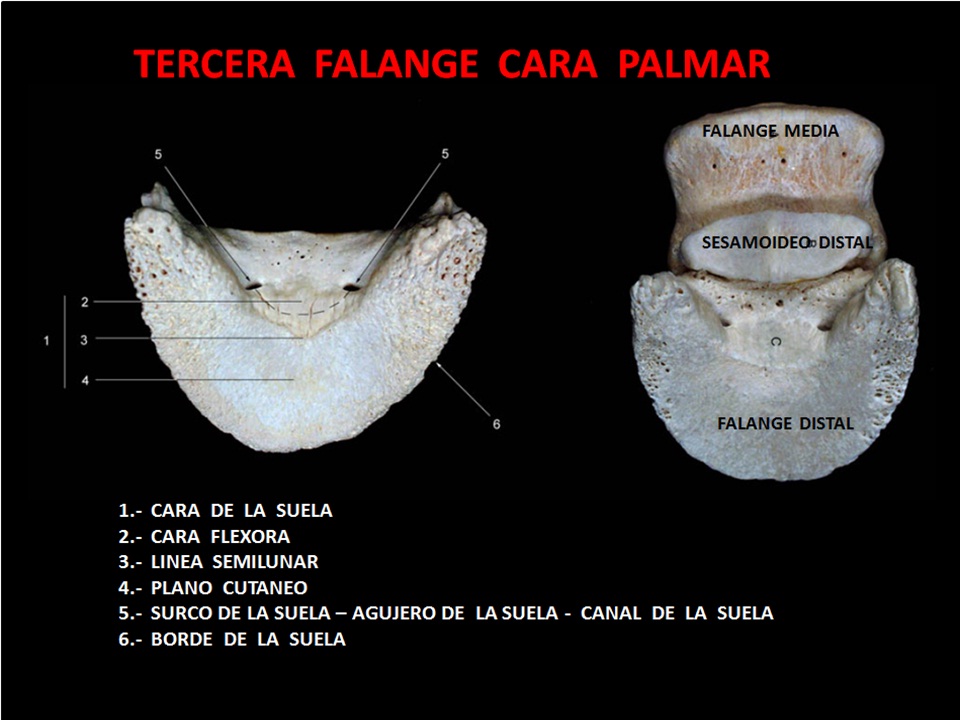 TERCERA FALANGE CARA PALMAR
5
5
2
1
3
4
6
FALANGE MEDIA
SESAMOIDEO DISTAL
C
FALANGE DISTAL
1.- CARA DE LA SUELA
2.- CARA FLEXORA
3.- LINEA SEMILUNAR
4.- PLANO CUTANEO
5.- SURCO DE LA SUELA – AGUJERO DE LA SUELA - CANAL DE LA SUELA
6.- BORDE DE LA SUELA